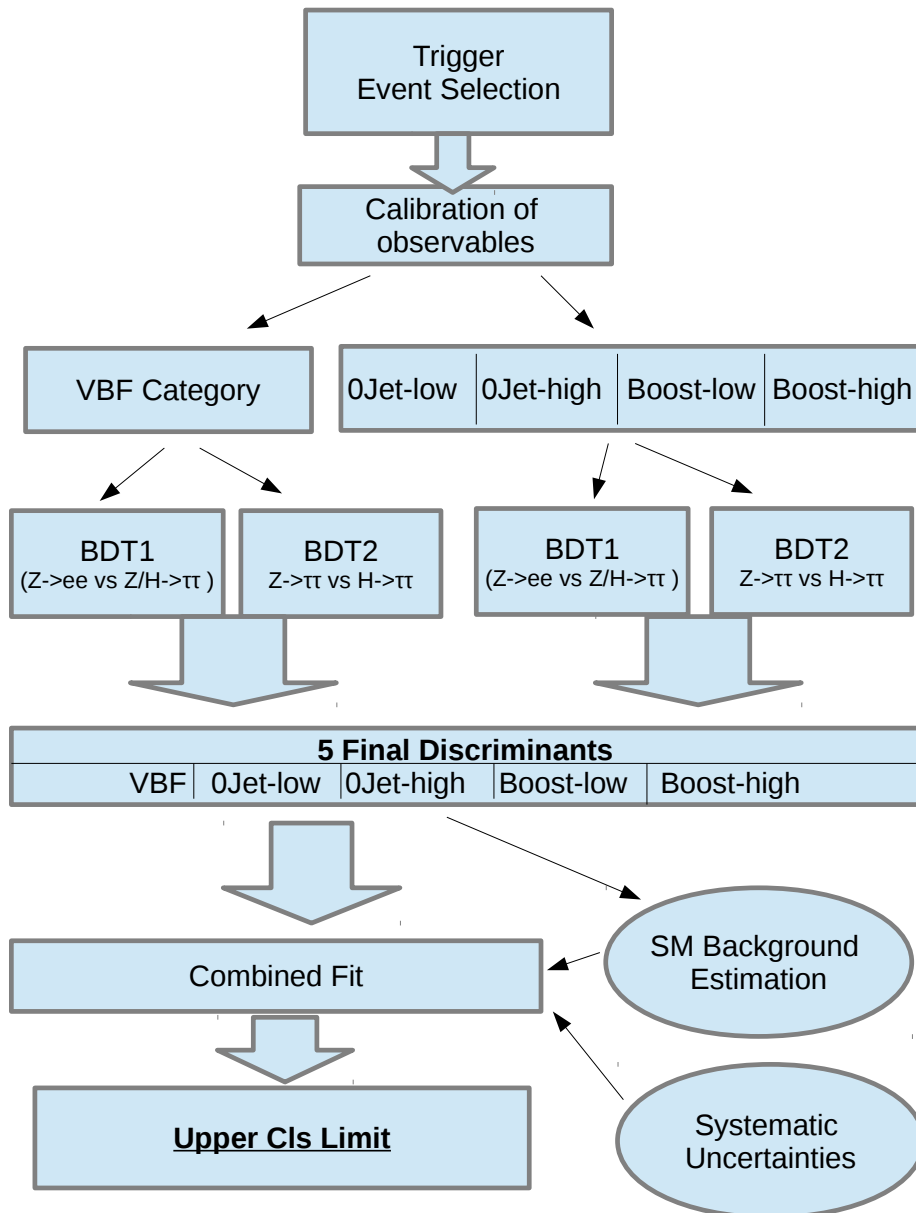 Trigger
Event Selection
Calibration of
observables
VBF Category
0Jet-low 0Jet-high Boost-low Boost-high
BDT1
(Z->ee vs Z/H->ττ )
BDT2
Z->ττ vs H->ττ
BDT1
(Z->ee vs Z/H->ττ )
BDT2
Z->ττ vs H->ττ
5 Final Discriminants
VBF 0Jet-low 0Jet-high Boost-low Boost-high
Combined Fit
SM Background
Estimation
Upper Cls Limit
Systematic
Uncertainties